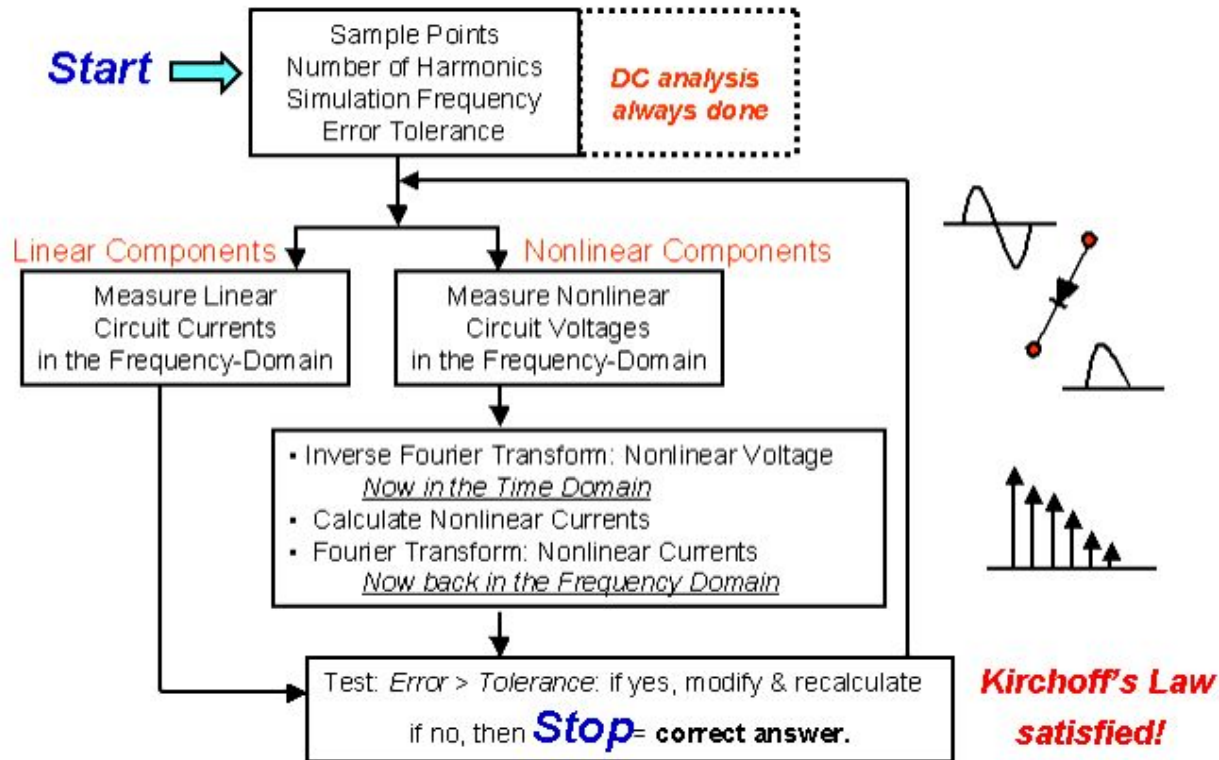 Start
Sample Points
Number of Harmonics
Simulation Frequency
Error Tolerance
DC analysis
always done
Linear Components
Nonlinear Components
Measure Linear
Circuit Currents
in the Frequency-Domain
Measure Nonlinear
Circuit Voltages
in the Frequency-Domain
▪ Inverse Fourier Transform: Nonlinear Voltage
Now in the Time Domain
▪ Calculate Nonlinear Currents
▪ Fourier Transform: Nonlinear Currents
Now back in the Frequency Domain
Test: Error > Tolerance: if yes, modify & recalculate
if no, then Stop= correct answer.
Kirchoff's Law
satisfied!